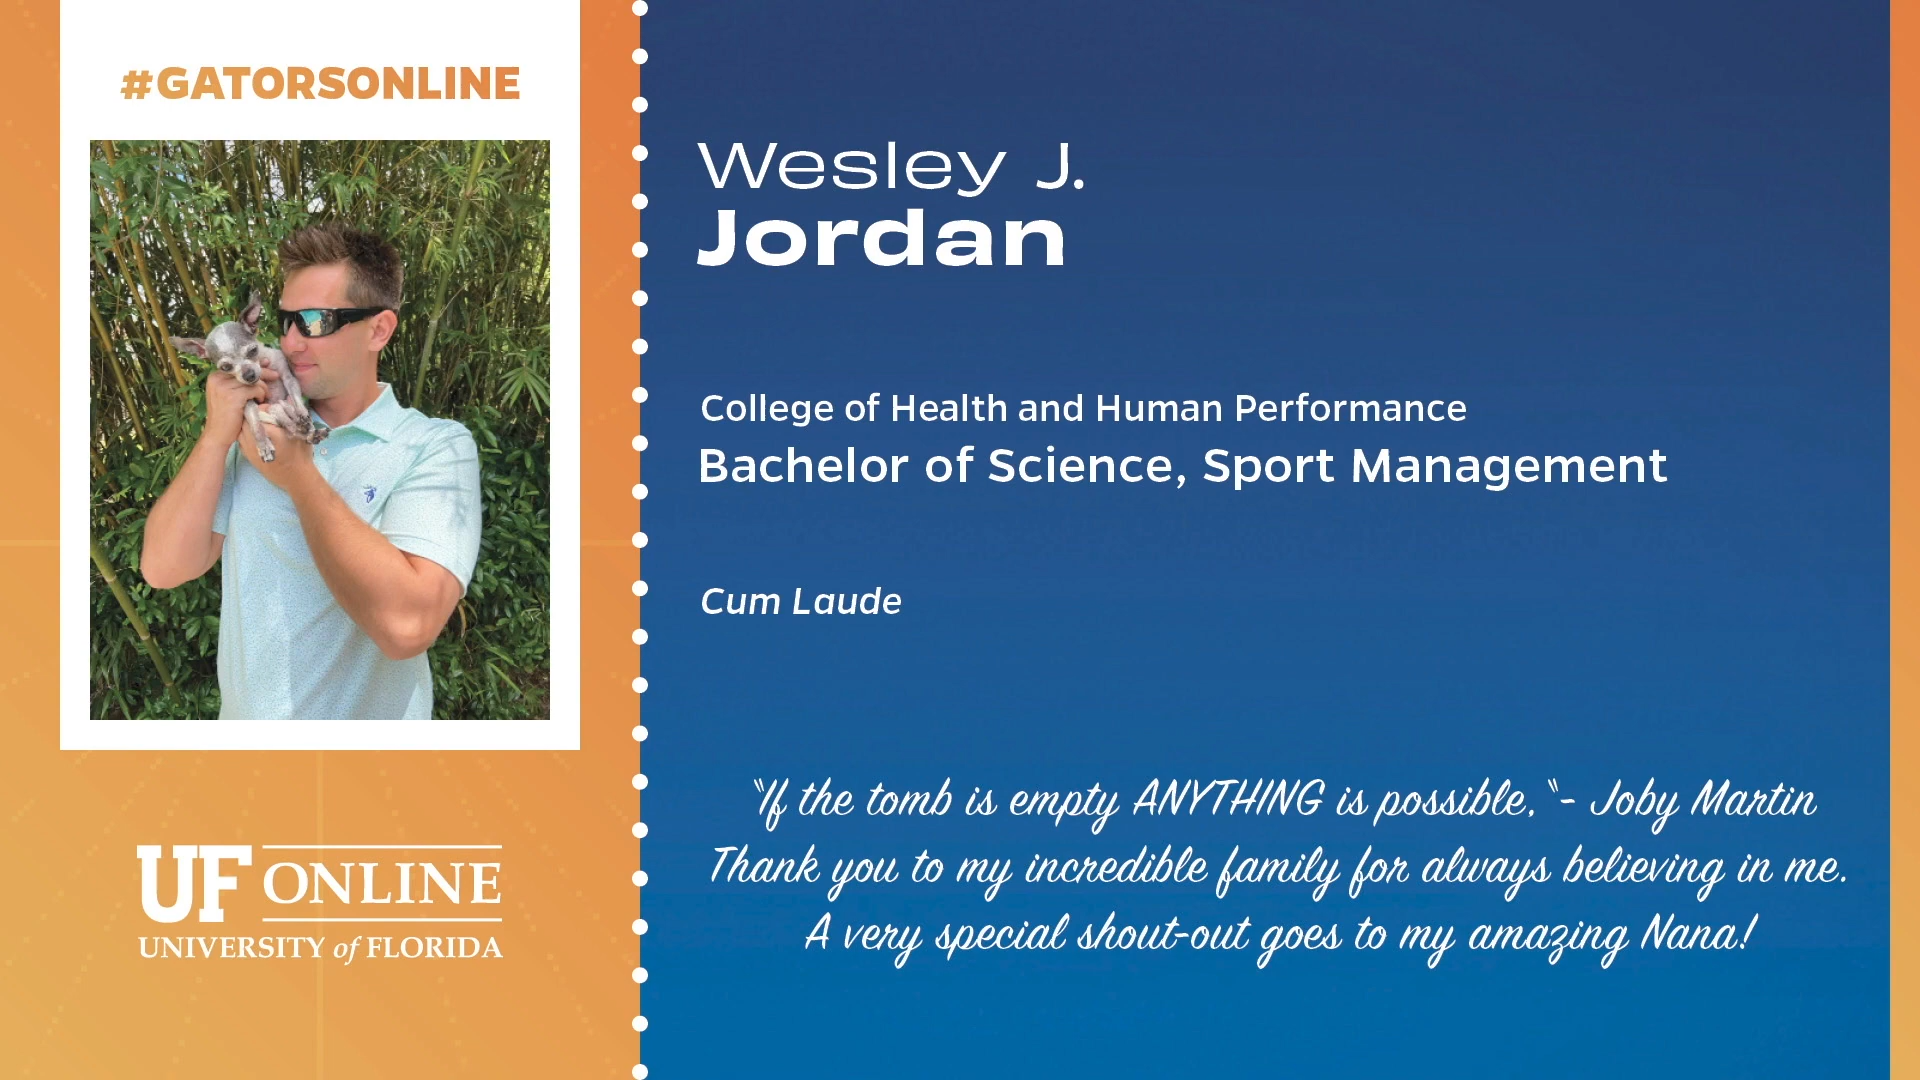 #GATORSONLINE
UF ONLINE
UNIVERSITY of FLORIDA
Wesley J.
Jordan
College of Health and Human Performance
Bachelor of Science, Sport Management
Cum Laude
"If the tomb is empty ANYTHING is possible, "- Joby Martin
Thank you to my incredible family for always believing in me.
A very special shout-out goes to my amazing Nana!